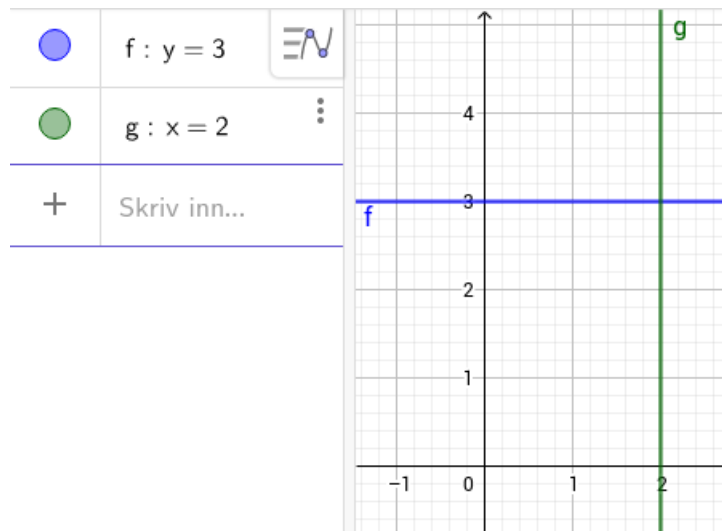 f : y = 3
g : x = 2
+ Skriv inn...
g
4
3
f
2
1
−1 0 1 2